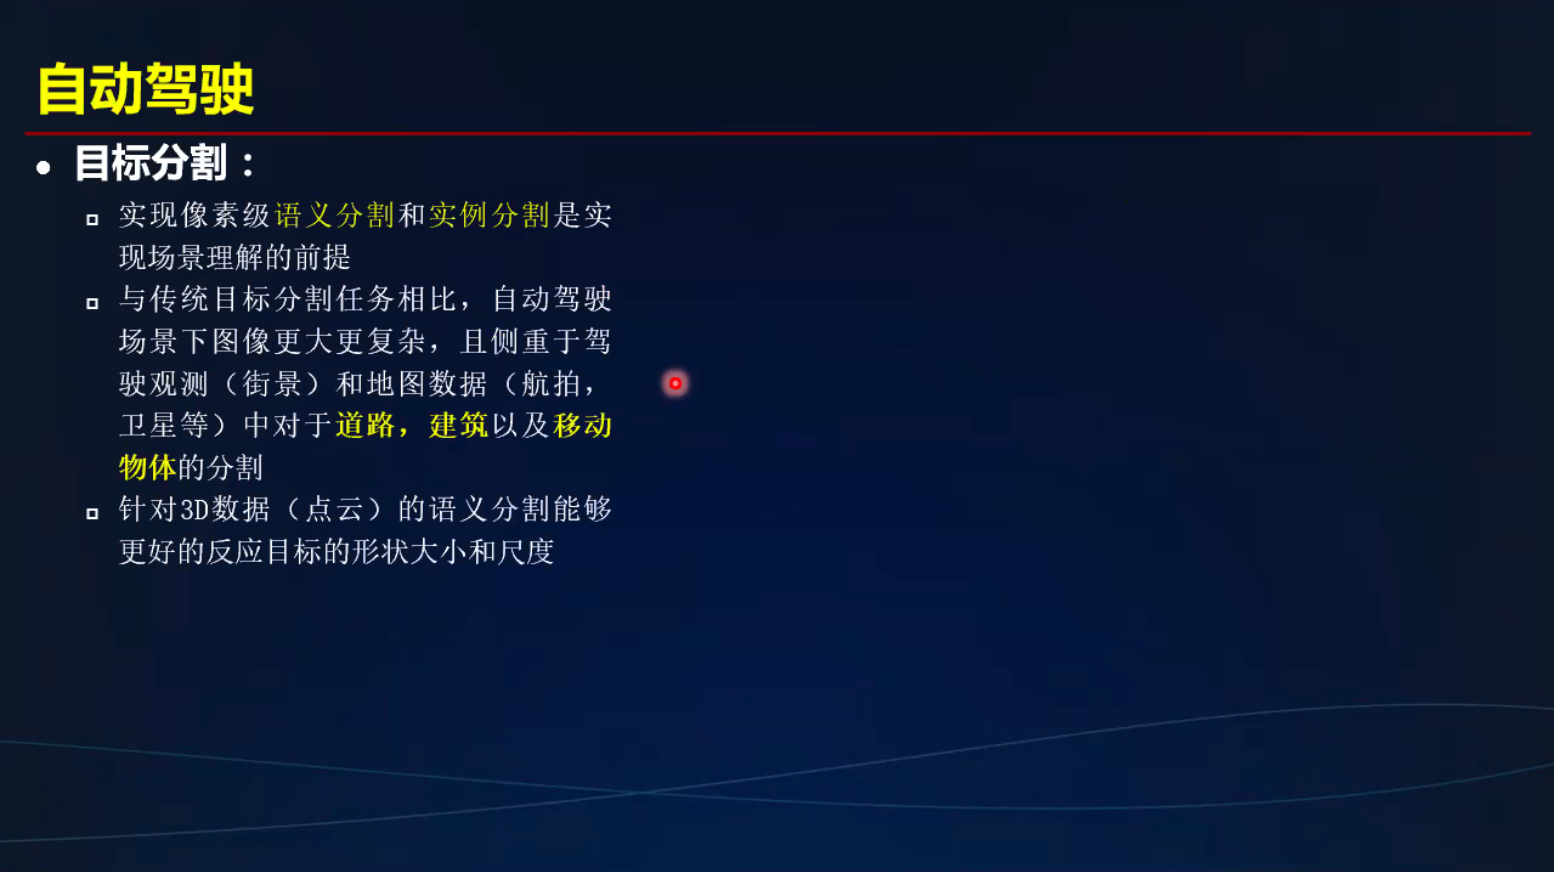 自动驾驶
目标分割：
实现像素级语义分割和实例分割是实
现场景理解的前提
与传统目标分割任务相比，自动驾驶
场景下图像更大更复杂，且侧重于驾
驶观测（街景）和地图数据（航拍，
卫星等）中对于道路，建筑以及移动
物体的分割
针对3D数据（点云）的语义分割能够
更好的反应目标的形状大小和尺度